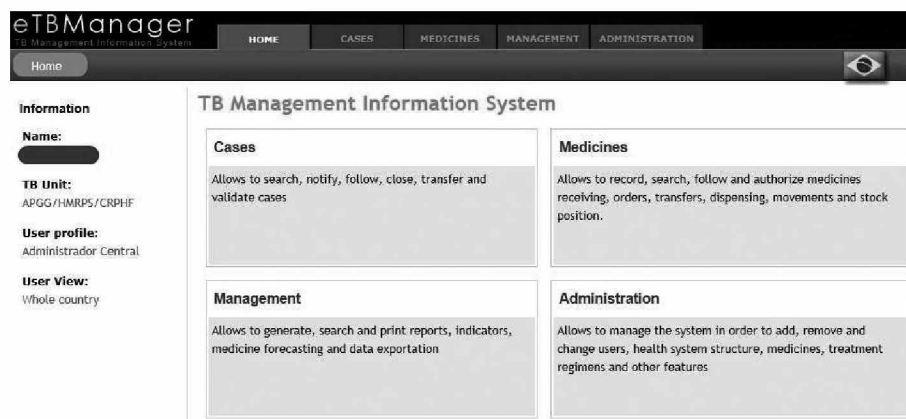 eTBManager
TB Management Information System
HOME CASES MEDICINES MANAGEMENT ADMINISTRATION
Home
Information
Name:
TB Unit:
APGG/HMRPS/CRPHF
User profile:
Administrador Central
User View:
Whole country
TB Management Information System
Cases
Allows to search, notify, follow, close, transfer and
validate cases
Medicines
Allows to record, search, follow and authorize medicines
receiving, orders, transfers, dispensing, movements and stock
position.
Management
Allows to generate, search and print reports, indicators,
medicine forecasting and data exportation
Administration
Allows to manage the system in order to add, remove and
change users, health system structure, medicines, treatment
regimens and other features